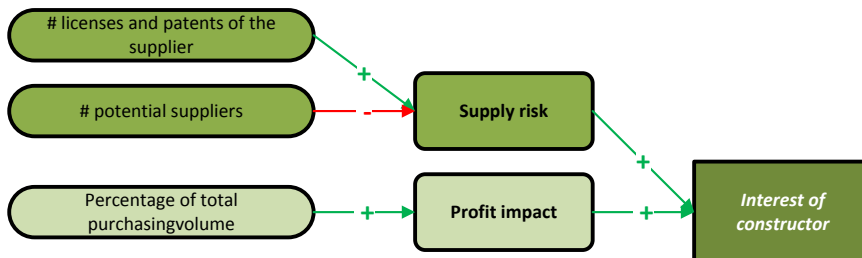 # licenses and patents of the
supplier
+
# potential suppliers
-
Supply risk
+
Percentage of total
purchasingvolume
+
Profit impact
+
Interest of
constructor